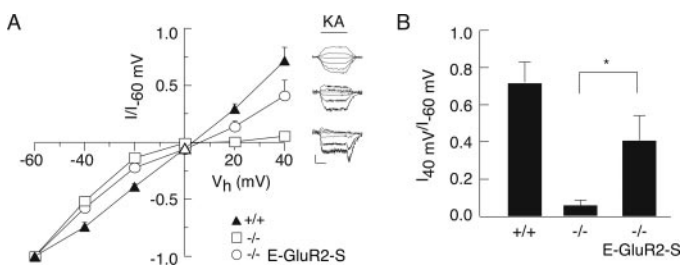 A
I/I-60 mV
1.0
0.5
-60
-40
-20
20
40
Vh (mV)
-0.5
-1.0
KA
+/+
-/-
-/- E-GluR2-S
B
I40 mV/I-60 mV
1.0
0.8
0.6
0.4
0.2
0.0
*
+/+
-/-
-/-
E-GluR2-S